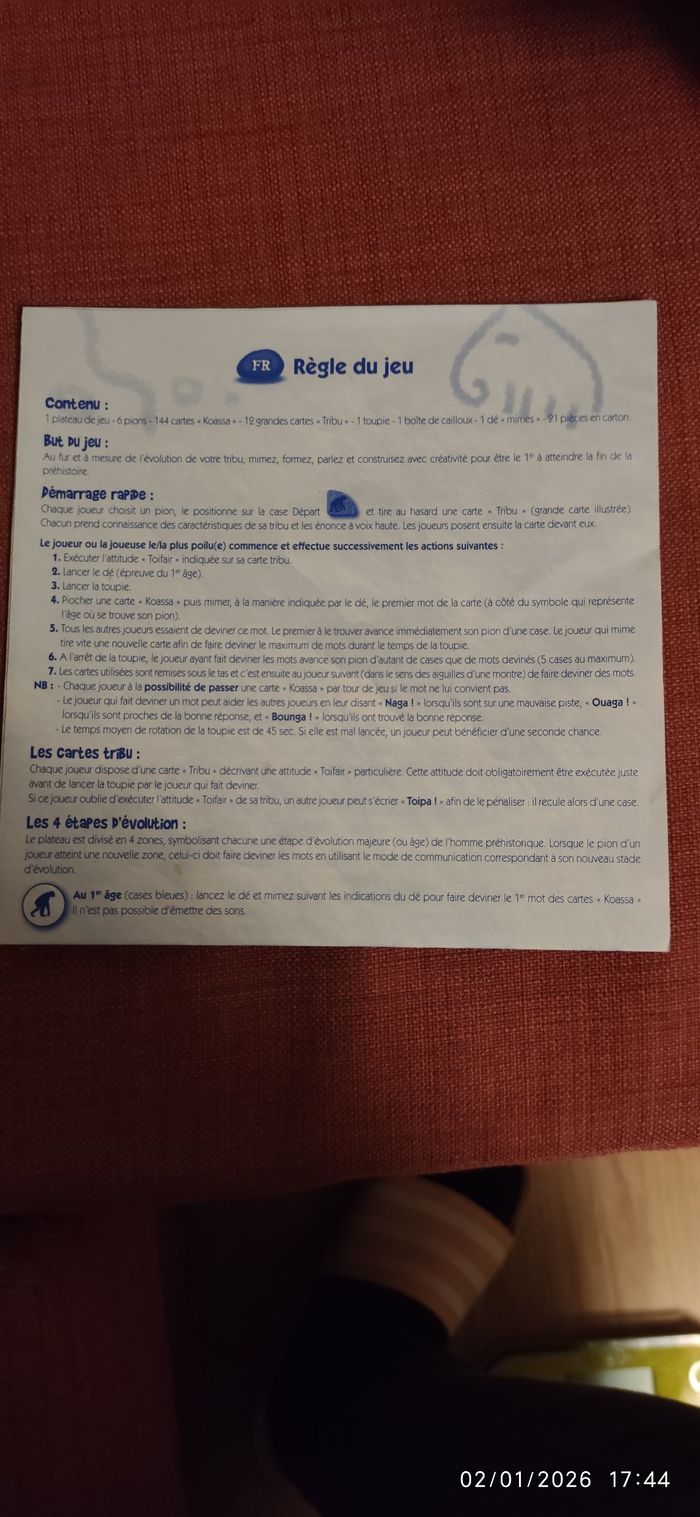 FR Règle du jeu
Contenu :
1 plateau de jeu - 6 pions - 144 cartes « Koassa » - 12 grandes cartes « Tribu » - 1 toupie - 1 boîte de cailloux - 1 dé « mimes » - 21 pièces en carton.
But du jeu :
Au fur et à mesure de l'évolution de votre tribu, mimez, formez, parlez et construisez avec créativité pour être le 1er à atteindre la fin de la
préhistoire.
Démarrage rapide :
Chaque joueur choisit un pion, le positionne sur la case Départ et tire au hasard une carte « Tribu » (grande carte illustrée).
Chacun prend connaissance des caractéristiques de sa tribu et les énonce à voix haute. Les joueurs posent ensuite la carte devant eux.
Le joueur ou la joueuse le/la plus poilu(e) commence et effectue successivement les actions suivantes :
1. Exécuter l'attitude « Toifair » indiquée sur sa carte tribu.
2. Lancer le dé (épreuve du 1er âge).
3. Lancer la toupie.
4. Piocher une carte « Koassa » puis mimer, à la manière indiquée par le dé, le premier mot de la carte (à côté du symbole qui représente
l'âge où se trouve son pion).
5. Tous les autres joueurs essaient de deviner ce mot. Le premier à le trouver avance immédiatement son pion d'une case. Le joueur qui mime
tire vite une nouvelle carte afin de faire deviner le maximum de mots durant le temps de la toupie.
6. A l'arrêt de la toupie, le joueur ayant fait deviner les mots avance son pion d'autant de cases que de mots devinés (5 cases au maximum).
7. Les cartes utilisées sont remises sous le tas et c'est ensuite au joueur suivant (dans le sens des aiguilles d'une montre) de faire deviner des mots.
NB : - Chaque joueur à la possibilité de passer une carte « Koassa » par tour de jeu si le mot ne lui convient pas.
- Le joueur qui fait deviner un mot peut aider les autres joueurs en leur disant « Naga ! » lorsqu'ils sont sur une mauvaise piste, « Ouaga ! »
lorsqu'ils sont proches de la bonne réponse, et « Bounga ! » lorsqu'ils ont trouvé la bonne réponse.
- Le temps moyen de rotation de la toupie est de 45 sec. Si elle est mal lancée, un joueur peut bénéficier d'une seconde chance.
Les cartes tribu :
Chaque joueur dispose d'une carte « Tribu » décrivant une attitude « Toifair » particulière. Cette attitude doit obligatoirement être exécutée juste
avant de lancer la toupie par le joueur qui fait deviner.
Si ce joueur oublie d'exécuter l'attitude « Toifair » de sa tribu, un autre joueur peut s'écrier « Toipa ! » afin de le pénaliser : il recule alors d'une case.
Les 4 étapes d'évolution :
Le plateau est divisé en 4 zones, symbolisant chacune une étape d'évolution majeure (ou âge) de l'homme préhistorique. Lorsque le pion d'un
joueur atteint une nouvelle zone, celui-ci doit faire deviner les mots en utilisant le mode de communication correspondant à son nouveau stade
d'évolution.
Au 1er âge (cases bleues) : lancez le dé et mimez suivant les indications du dé pour faire deviner le 1er mot des cartes « Koassa »
Il n'est pas possible d'émettre des sons.
02/01/2026 17:44